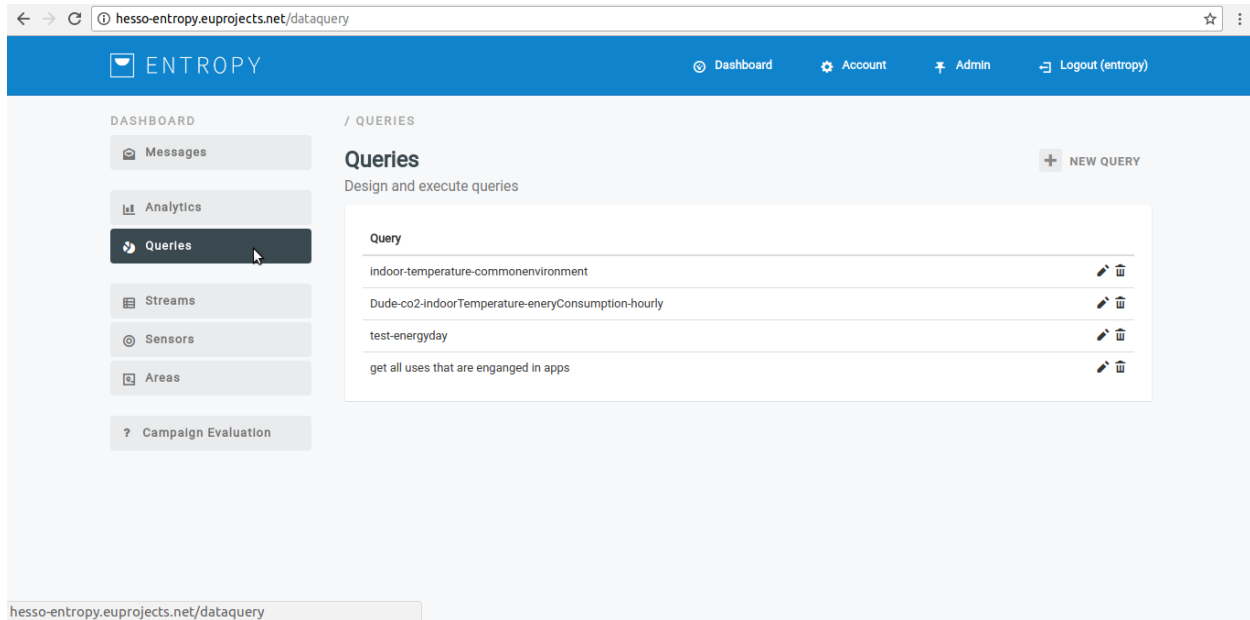 hesso-entropy.euprojects.net/dataquery
ENTROPY
Dashboard Account Admin Logout (entropy)
DASHBOARD
Messages
Analytics
Queries
Streams
Sensors
Areas
? Campaign Evaluation
/ QUERIES
Queries
+ NEW QUERY
Design and execute queries
Query
indoor-temperature-commonenvironment
Dude-co2-indoorTemperature-eneryConsumption-hourly
test-energyday
get all uses that are enganged in apps
hesso-entropy.euprojects.net/dataquery